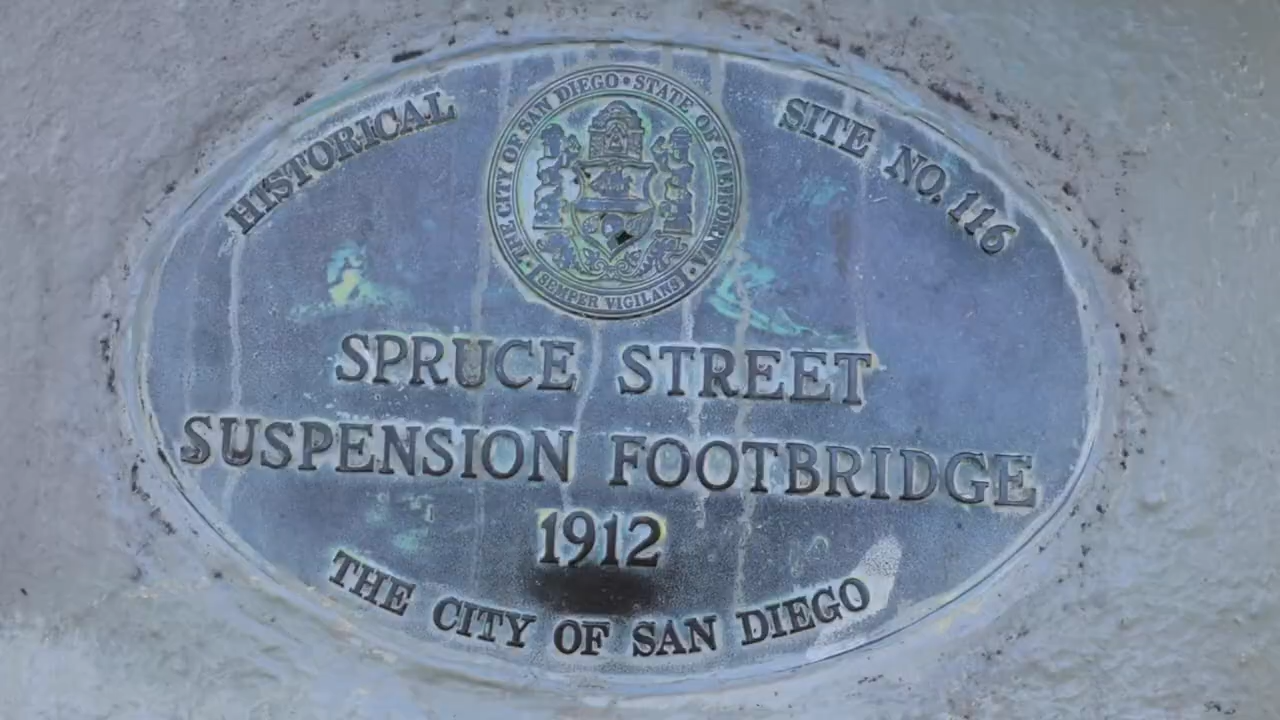 HISTORICAL
SITE NO. 116
THE CITY OF SAN DIEGO • STATE OF CALIFORNIA •
SEMPER VIGILANS
SPRUCE STREET
SUSPENSION FOOTBRIDGE
1912
THE CITY OF SAN DIEGO